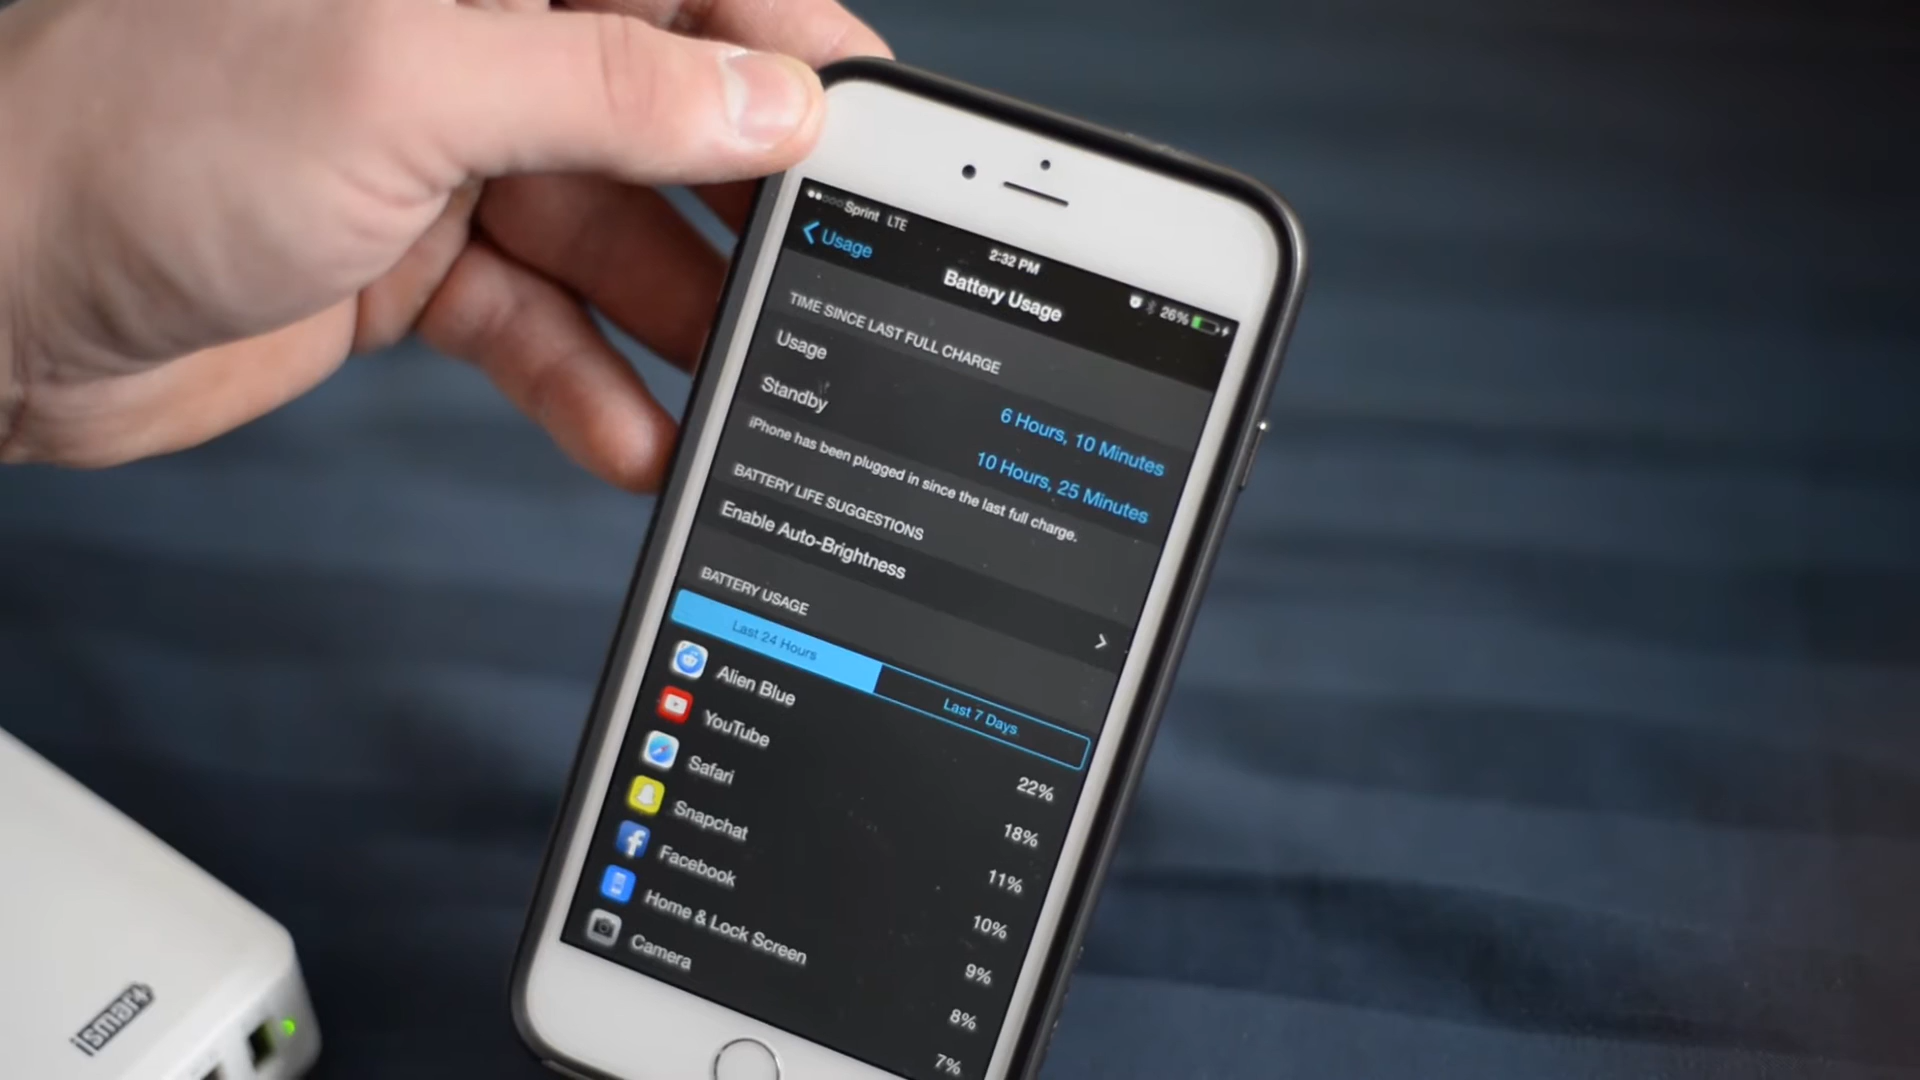 Sprint LTE 2:32 PM 26%
Usage
Battery Usage
TIME SINCE LAST FULL CHARGE
Usage 6 Hours, 10 Minutes
Standby 10 Hours, 25 Minutes
iPhone has been plugged in since the last full charge.
BATTERY LIFE SUGGESTIONS
Enable Auto-Brightness
BATTERY USAGE
Last 24 Hours Last 7 Days
Alien Blue 22%
YouTube 18%
Safari 11%
Snapchat 10%
Facebook 9%
Home & Lock Screen 8%
Camera 7%
ismart+